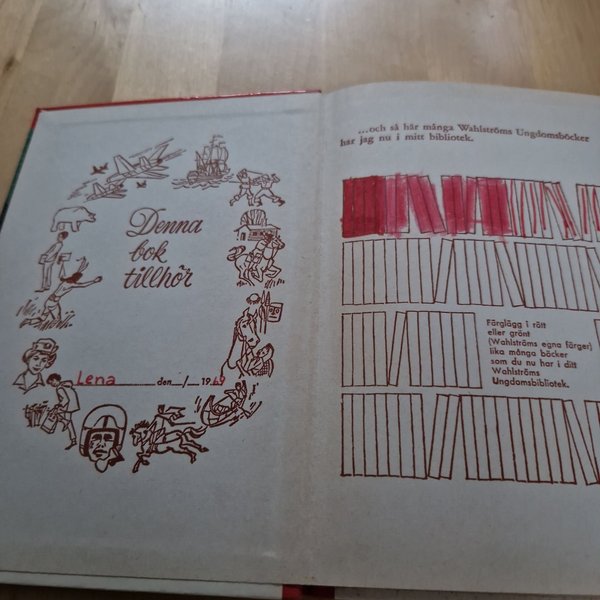 Denna
bok
tillhör
Lena den / 1969
...och så här många Wahlströms Ungdomsböcker
har jag nu i mitt bibliotek.
Färglägg i rött
eller grönt
(Wahlströms egna färger)
lika många böcker
som du nu har i ditt
Wahlströms
Ungdomsbibliotek.